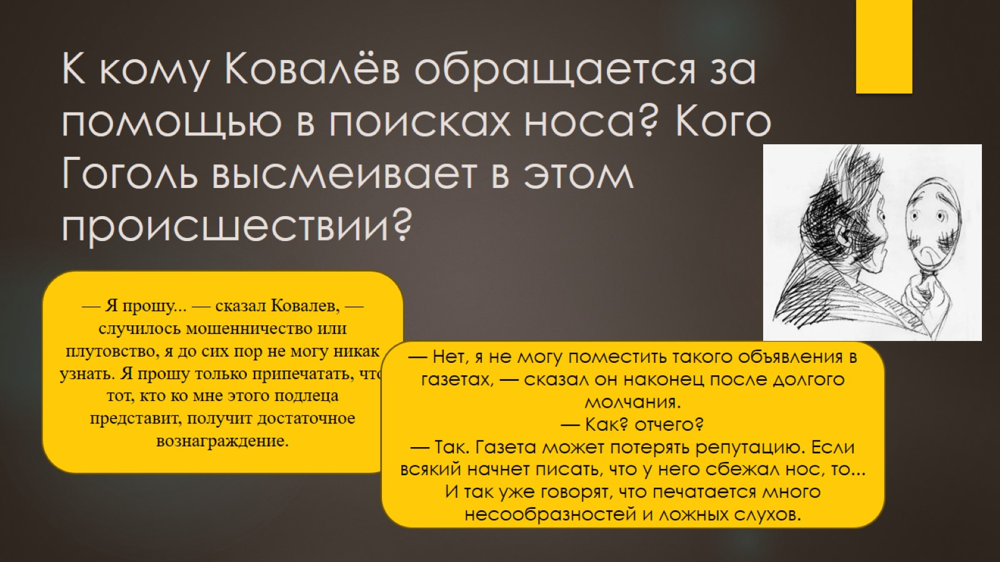 К кому Ковалёв обращается за
помощью в поисках носа? Кого
Гоголь высмеивает в этом
происшествии?
— Я прошу... — сказал Ковалев, —
случилось мошенничество или
плутовство, я до сих пор не могу никак
узнать. Я прошу только припечатать, что
тот, кто ко мне этого подлеца
представит, получит достаточное
вознаграждение.
— Нет, я не могу поместить такого объявления в
газетах, — сказал он наконец после долгого
молчания.
— Как? отчего?
— Так. Газета может потерять репутацию. Если
всякий начнет писать, что у него сбежал нос, то...
И так уже говорят, что печатается много
несообразностей и ложных слухов.